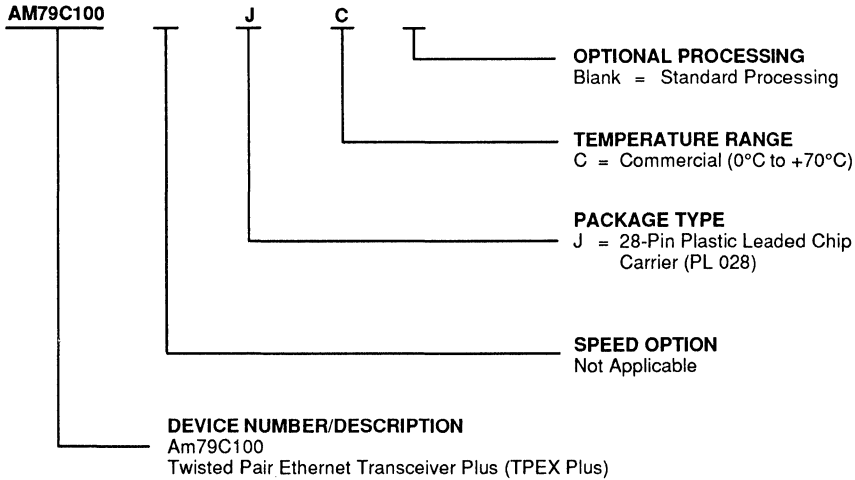 AM79C100 J C
OPTIONAL PROCESSING
Blank = Standard Processing
TEMPERATURE RANGE
C = Commercial (0°C to +70°C)
PACKAGE TYPE
J = 28-Pin Plastic Leaded Chip
Carrier (PL 028)
SPEED OPTION
Not Applicable
DEVICE NUMBER/DESCRIPTION
Am79C100
Twisted Pair Ethernet Transceiver Plus (TPEX Plus)